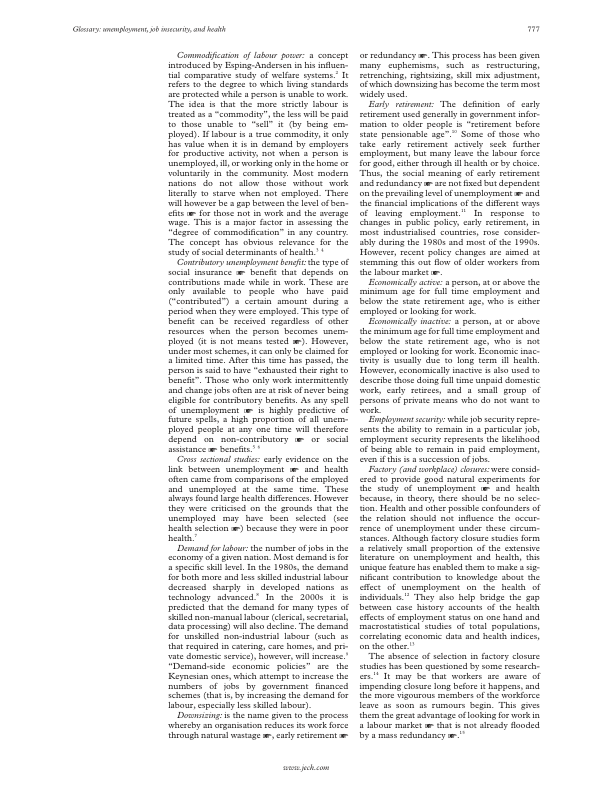 Glossary: unemployment, job insecurity, and health
777
Commodification of labour power: a concept
introduced by Esping-Andersen in his influen-
tial comparative study of welfare systems.2 It
refers to the degree to which living standards
are protected while a person is unable to work.
The idea is that the more strictly labour is
treated as a “commodity”, the less will be paid
to those unable to “sell” it (by being em-
ployed). If labour is a true commodity, it only
has value when it is in demand by employers
for productive activity, not when a person is
unemployed, ill, or working only in the home or
voluntarily in the community. Most modern
nations do not allow those without work
literally to starve when not employed. There
will however be a gap between the level of ben-
efits ☛ for those not in work and the average
wage. This is a major factor in assessing the
“degree of commodification” in any country.
The concept has obvious relevance for the
study of social determinants of health.3 4
Contributory unemployment benefit: the type of
social insurance ☛ benefit that depends on
contributions made while in work. These are
only available to people who have paid
(“contributed”) a certain amount during a
period when they were employed. This type of
benefit can be received regardless of other
resources when the person becomes unem-
ployed (it is not means tested ☛). However,
under most schemes, it can only be claimed for
a limited time. After this time has passed, the
person is said to have “exhausted their right to
benefit”. Those who only work intermittently
and change jobs often are at risk of never being
eligible for contributory benefits. As any spell
of unemployment ☛ is highly predictive of
future spells, a high proportion of all unem-
ployed people at any one time will therefore
depend on non-contributory ☛ or social
assistance ☛ benefits.5 6
Cross sectional studies: early evidence on the
link between unemployment ☛ and health
often came from comparisons of the employed
and unemployed at the same time. These
always found large health differences. However
they were criticised on the grounds that the
unemployed may have been selected (see
health selection ☛) because they were in poor
health.7
Demand for labour: the number of jobs in the
economy of a given nation. Most demand is for
a specific skill level. In the 1980s, the demand
for both more and less skilled industrial labour
decreased sharply in developed nations as
technology advanced.8 In the 2000s it is
predicted that the demand for many types of
skilled non-manual labour (clerical, secretarial,
data processing) will also decline. The demand
for unskilled non-industrial labour (such as
that required in catering, care homes, and pri-
vate domestic service), however, will increase.9
“Demand-side economic policies” are the
Keynesian ones, which attempt to increase the
numbers of jobs by government financed
schemes (that is, by increasing the demand for
labour, especially less skilled labour).
Downsizing: is the name given to the process
whereby an organisation reduces its work force
through natural wastage ☛, early retirement ☛
or redundancy ☛. This process has been given
many euphemisms, such as restructuring,
retrenching, rightsizing, skill mix adjustment,
of which downsizing has become the term most
widely used.
Early retirement: The definition of early
retirement used generally in government infor-
mation to older people is “retirement before
state pensionable age”.10 Some of those who
take early retirement actively seek further
employment, but many leave the labour force
for good, either through ill health or by choice.
Thus, the social meaning of early retirement
and redundancy ☛ are not fixed but dependent
on the prevailing level of unemployment ☛ and
the financial implications of the different ways
of leaving employment.11 In response to
changes in public policy, early retirement, in
most industrialised countries, rose consider-
ably during the 1980s and most of the 1990s.
However, recent policy changes are aimed at
stemming this out flow of older workers from
the labour market ☛.
Economically active: a person, at or above the
minimum age for full time employment and
below the state retirement age, who is either
employed or looking for work.
Economically inactive: a person, at or above
the minimum age for full time employment and
below the state retirement age, who is not
employed or looking for work. Economic inac-
tivity is usually due to long term ill health.
However, economically inactive is also used to
describe those doing full time unpaid domestic
work, early retirees, and a small group of
persons of private means who do not want to
work.
Employment security: while job security repre-
sents the ability to remain in a particular job,
employment security represents the likelihood
of being able to remain in paid employment,
even if this is a succession of jobs.
Factory (and workplace) closures: were consid-
ered to provide good natural experiments for
the study of unemployment ☛ and health
because, in theory, there should be no selec-
tion. Health and other possible confounders of
the relation should not influence the occur-
rence of unemployment under these circum-
stances. Although factory closure studies form
a relatively small proportion of the extensive
literature on unemployment and health, this
unique feature has enabled them to make a sig-
nificant contribution to knowledge about the
effect of unemployment on the health of
individuals.12 They also help bridge the gap
between case history accounts of the health
effects of employment status on one hand and
macrostatistical studies of total populations,
correlating economic data and health indices,
on the other.13
The absence of selection in factory closure
studies has been questioned by some research-
ers.14 It may be that workers are aware of
impending closure long before it happens, and
the more vigourous members of the workforce
leave as soon as rumours begin. This gives
them the great advantage of looking for work in
a labour market ☛ that is not already flooded
by a mass redundancy ☛.15
www.jech.com